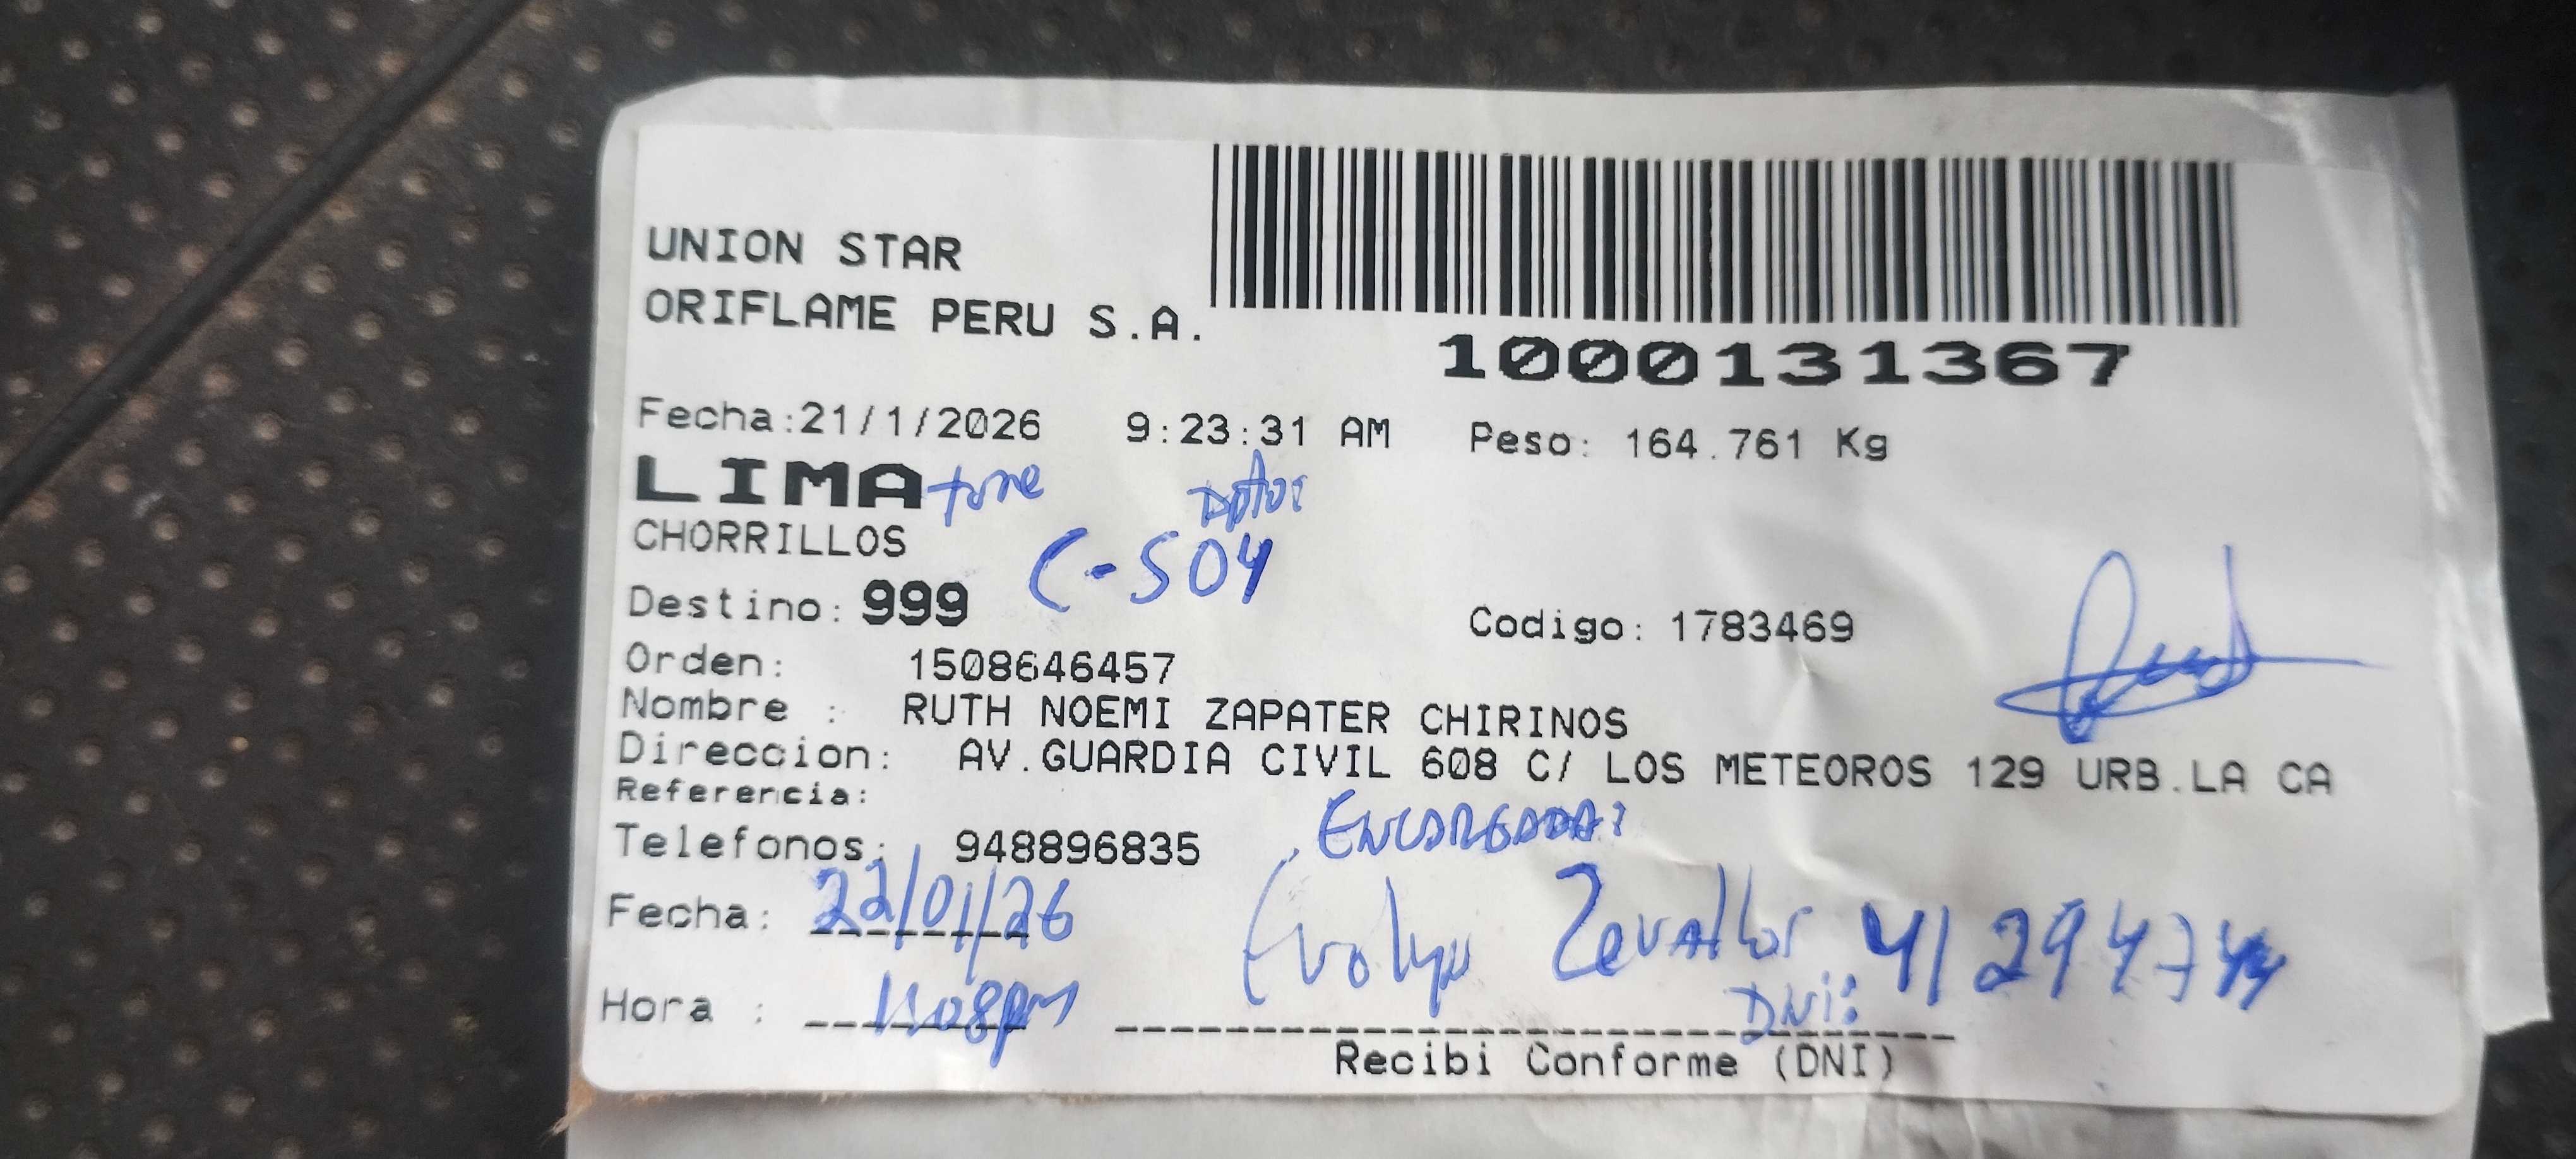 UNION STAR
ORIFLAME PERU S.A.
1000131367
Fecha:21/1/2026 9:23:31 AM Peso: 164.761 Kg
LIMA
CHORRILLOS C-504
Destino: 999 Codigo: 1783469
Orden: 1508646457
Nombre : RUTH NOEMI ZAPATER CHIRINOS
Direccion: AV.GUARDIA CIVIL 608 C/ LOS METEOROS 129 URB.LA CA
Referencia:
Telefonos: 948896835 ENCARGADA:
Fecha: 22/01/26 Evolyn Zevallos
Hora : DNi:
Recibi Conforme (DNI)